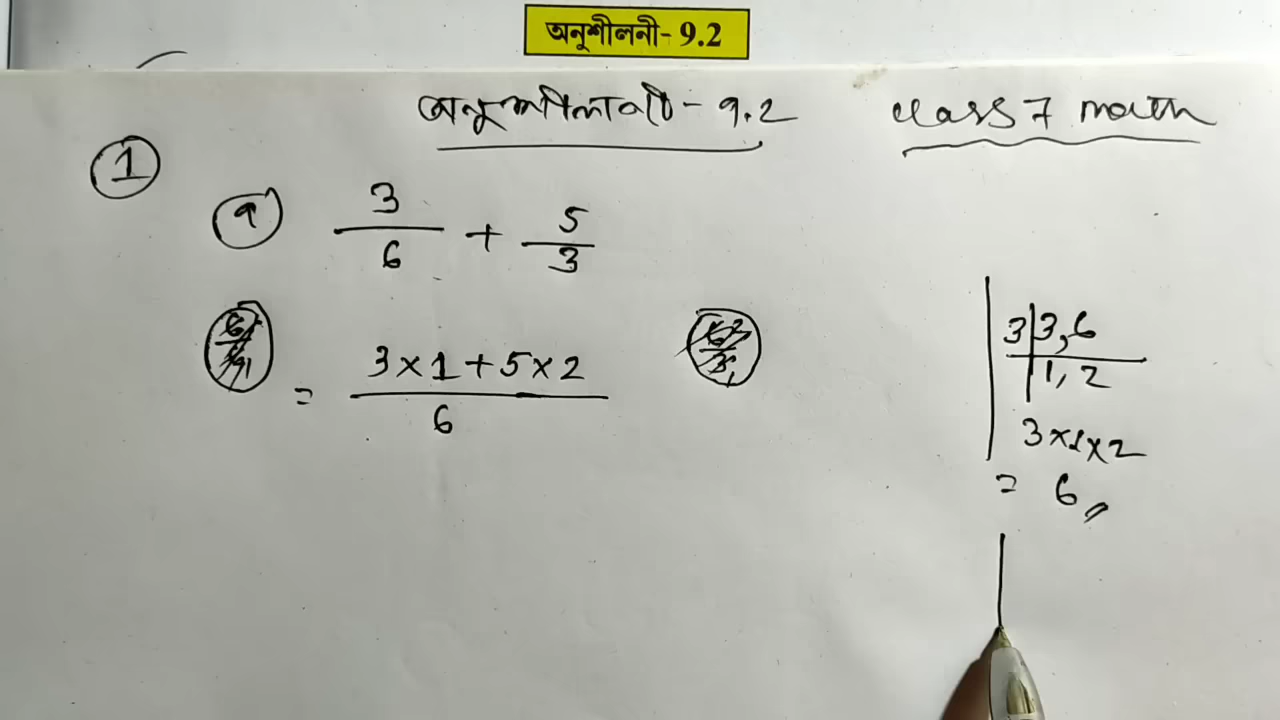 অনুশীলনী- 9.2
অনুশীলনী - 9.2 class 7 math
1
a) 3/6 + 5/3
= 3×1+5×2/6
3|3,6
1, 2
3×1×2
= 6